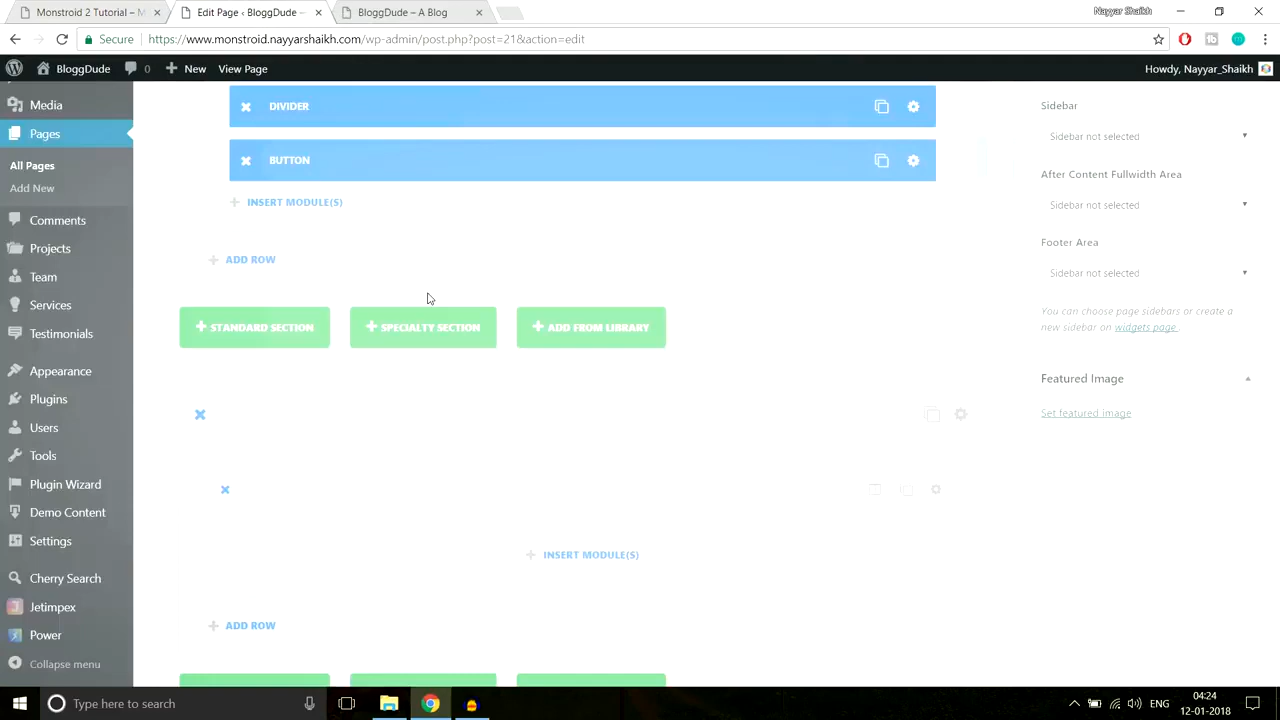 Monstroid 2 Tutorial – M
Edit Page ‹ BloggDude –
BloggDude – A Blog
Nayyar Shaikh
Secure
https://www.monstroid.nayyarshaikh.com/wp-admin/post.php?post=21&action=edit
BloggDude
0
New
View Page
Howdy, Nayyar_Shaikh
Media
Pages
All Pages
Add New
Comments
Projects
Team
Services
Testimonials
Appearance
Plugins
Users
Tools
Plugin Wizard
Demo Content
Settings
Cherry Search
Jetimpex
Power
Collapse menu
DIVIDER
BUTTON
INSERT MODULE(S)
ADD ROW
STANDARD SECTION
SPECIALTY SECTION
ADD FROM LIBRARY
INSERT MODULE(S)
ADD ROW
Sidebar
Sidebar not selected
After Content Fullwidth Area
Sidebar not selected
Footer Area
Sidebar not selected
You can choose page sidebars or create a
new sidebar on widgets page .
Featured Image
Set featured image
Type here to search
ENG
04:24
12-01-2018